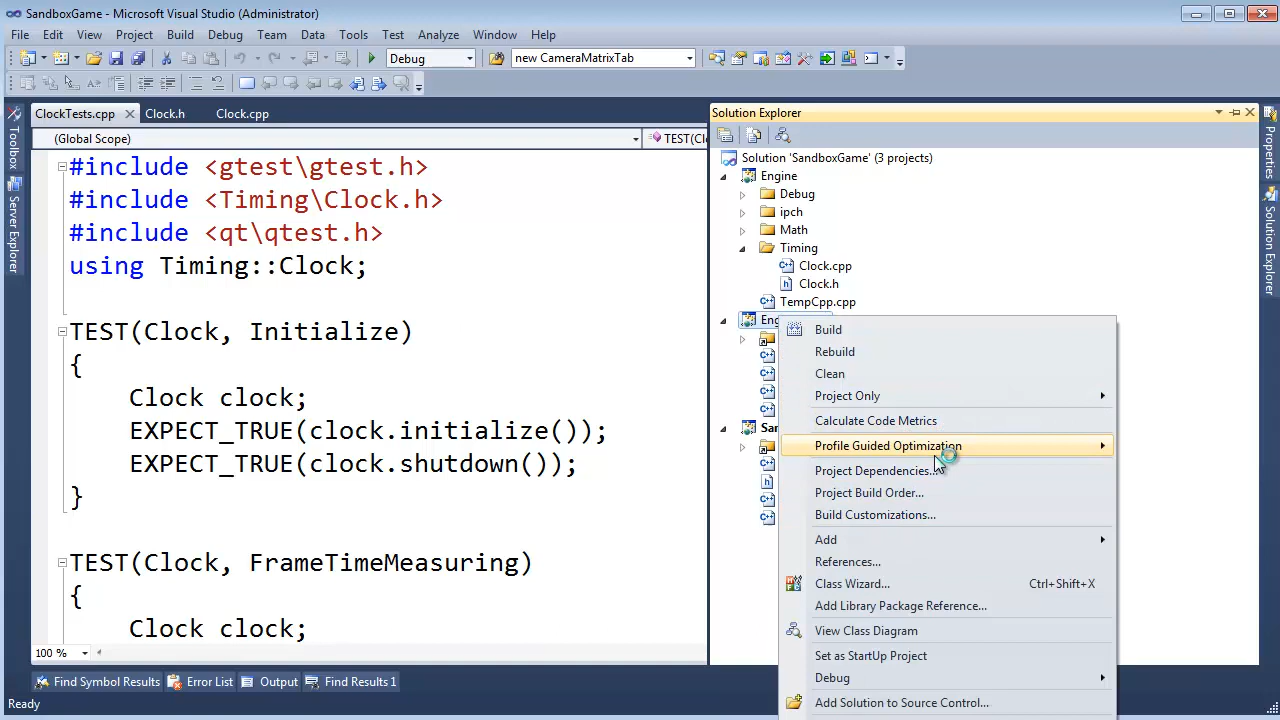 SandboxGame - Microsoft Visual Studio (Administrator)
File Edit View Project Build Debug Team Data Tools Test Analyze Window Help
Debug new CameraMatrixTab
ClockTests.cpp Clock.h Clock.cpp
(Global Scope) TEST(Clo
#include <gtest\gtest.h>
#include <Timing\Clock.h>
#include <qt\qtest.h>
using Timing::Clock;
TEST(Clock, Initialize)
{
Clock clock;
EXPECT_TRUE(clock.initialize());
EXPECT_TRUE(clock.shutdown());
}
TEST(Clock, FrameTimeMeasuring)
{
Clock clock;
100 %
Toolbox
Server Explorer
Solution Explorer
Solution 'SandboxGame' (3 projects)
Engine
Debug
ipch
Math
Timing
Clock.cpp
Clock.h
TempCpp.cpp
Eng
San
Build
Rebuild
Clean
Project Only
Calculate Code Metrics
Profile Guided Optimization
Project Dependencies...
Project Build Order...
Build Customizations...
Add
References...
Class Wizard... Ctrl+Shift+X
Add Library Package Reference...
View Class Diagram
Set as StartUp Project
Debug
Add Solution to Source Control...
Properties
Solution Explorer
Find Symbol Results Error List Output Find Results 1
Ready